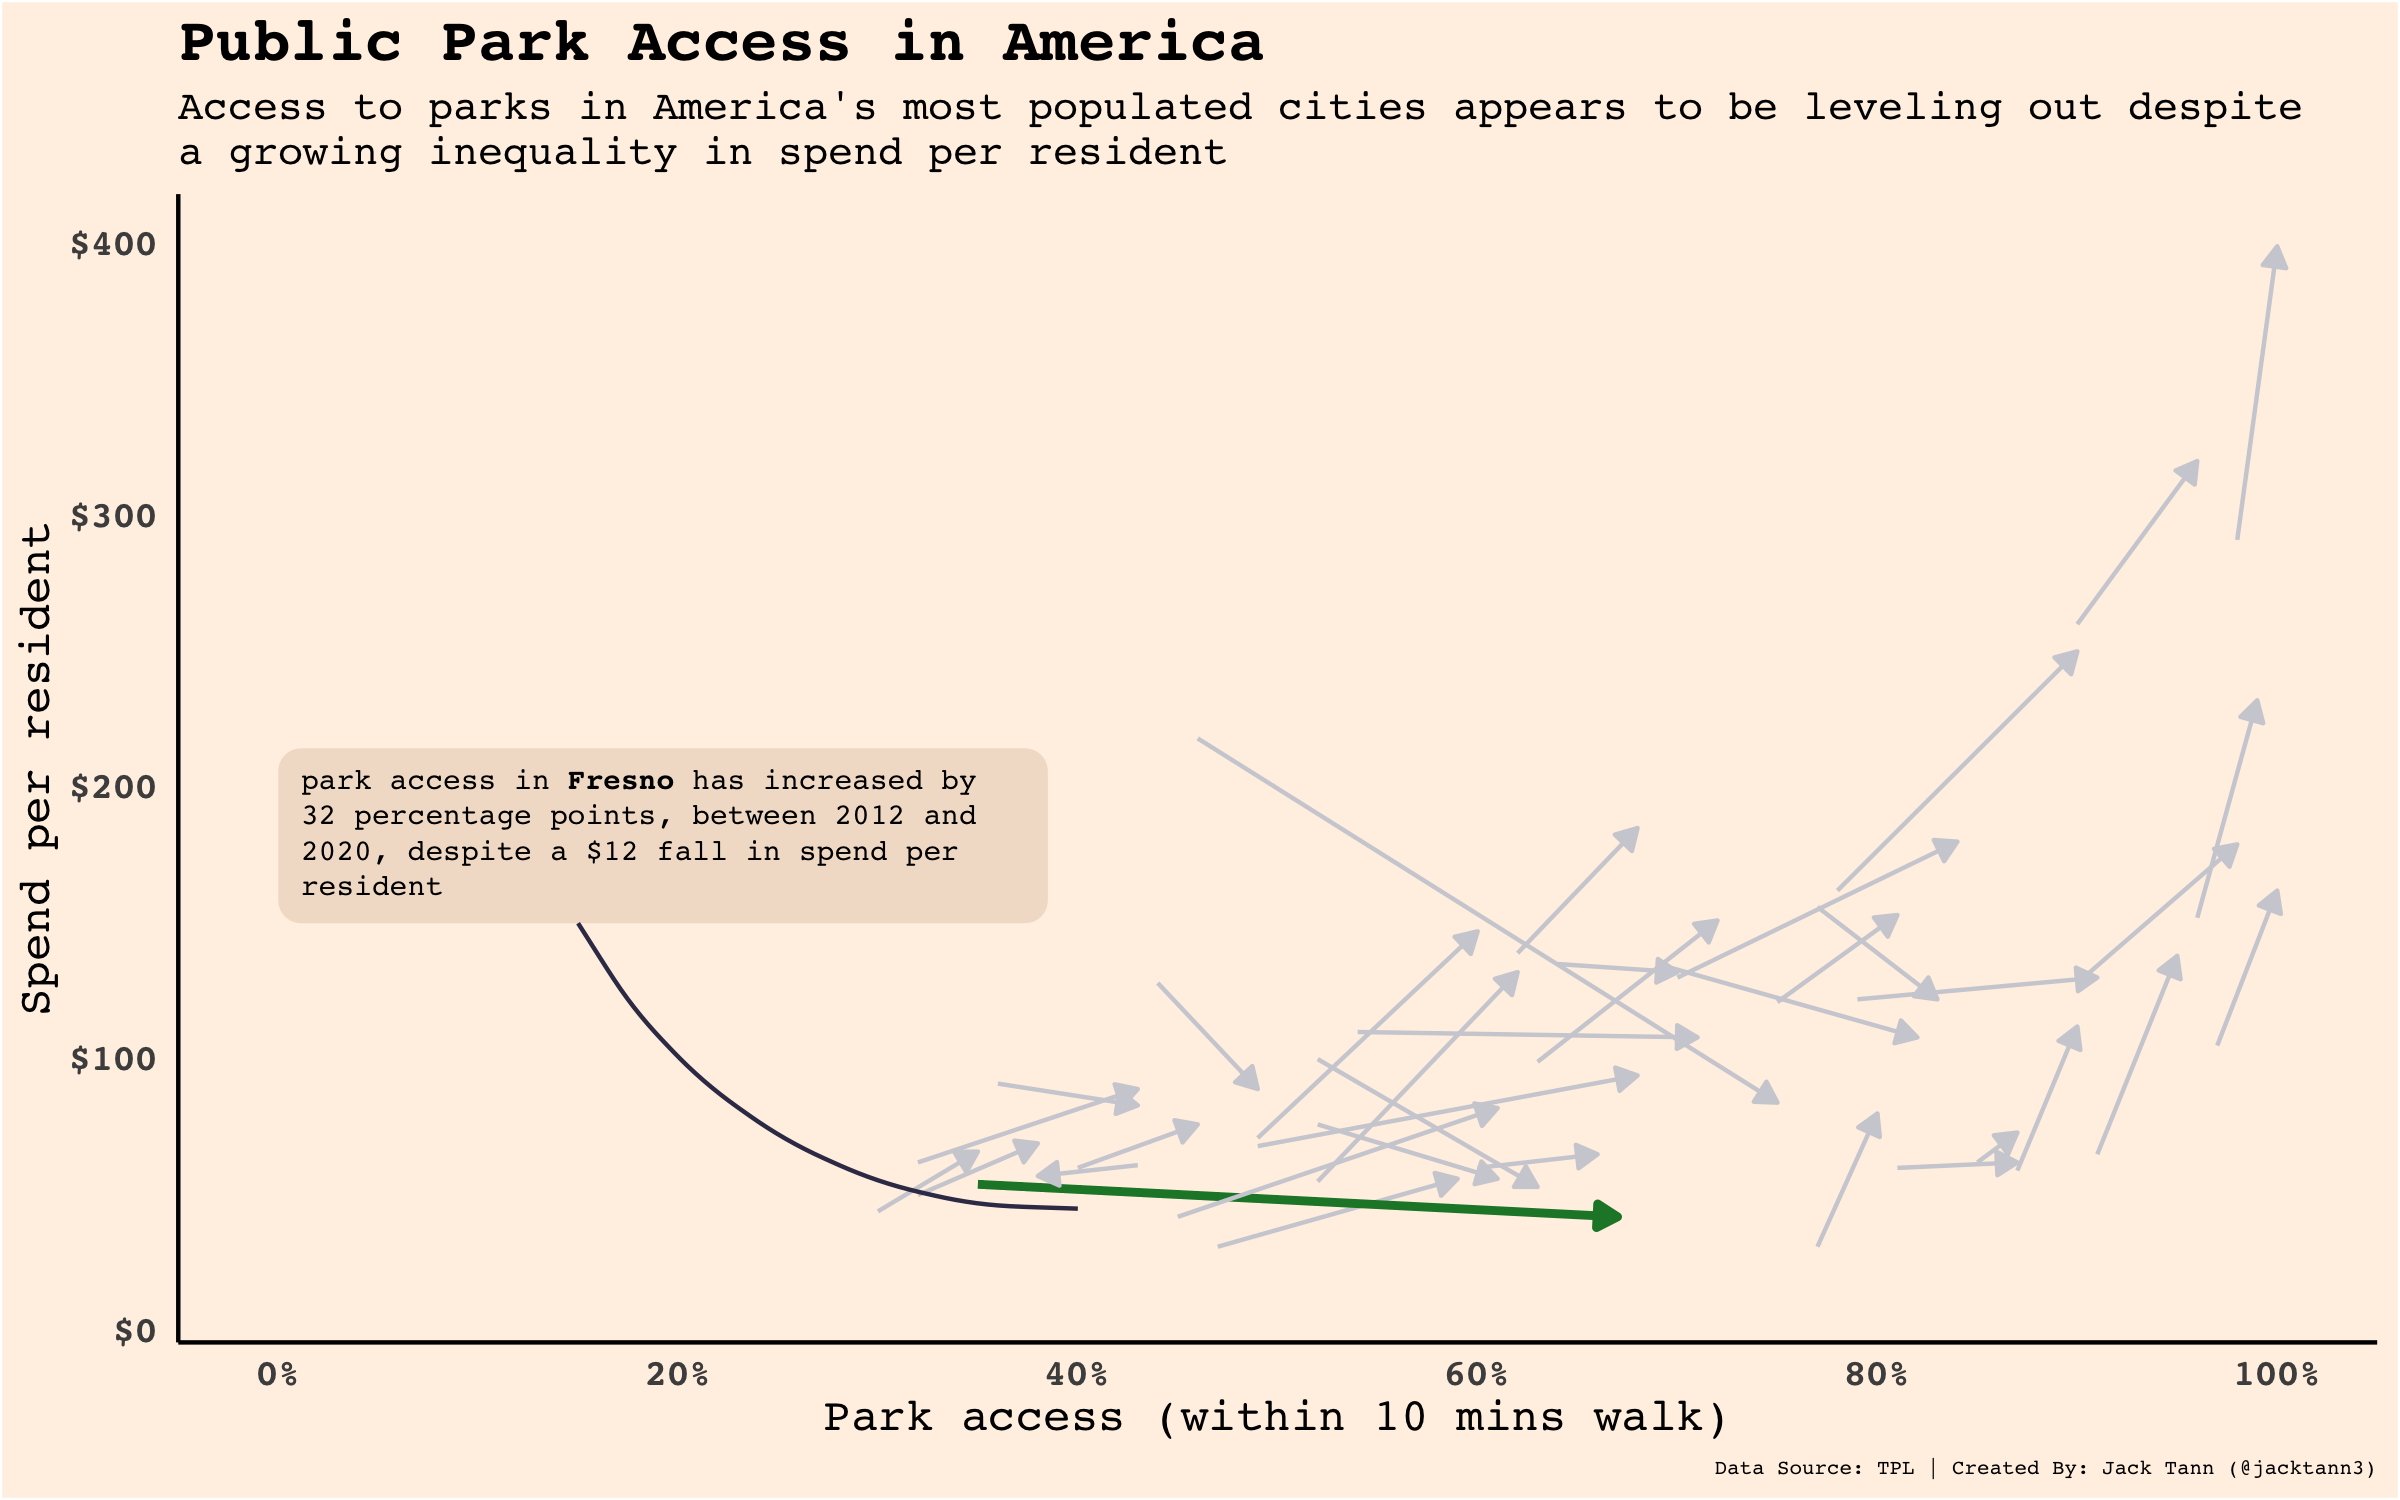 Public Park Access in America
Access to parks in America's most populated cities appears to be leveling out despite
a growing inequality in spend per resident
Spend per resident
$400
$300
$200
$100
$0
park access in Fresno has increased by
32 percentage points, between 2012 and
2020, despite a $12 fall in spend per
resident
0% 20% 40% 60% 80% 100%
Park access (within 10 mins walk)
Data Source: TPL | Created By: Jack Tann (@jacktann3)